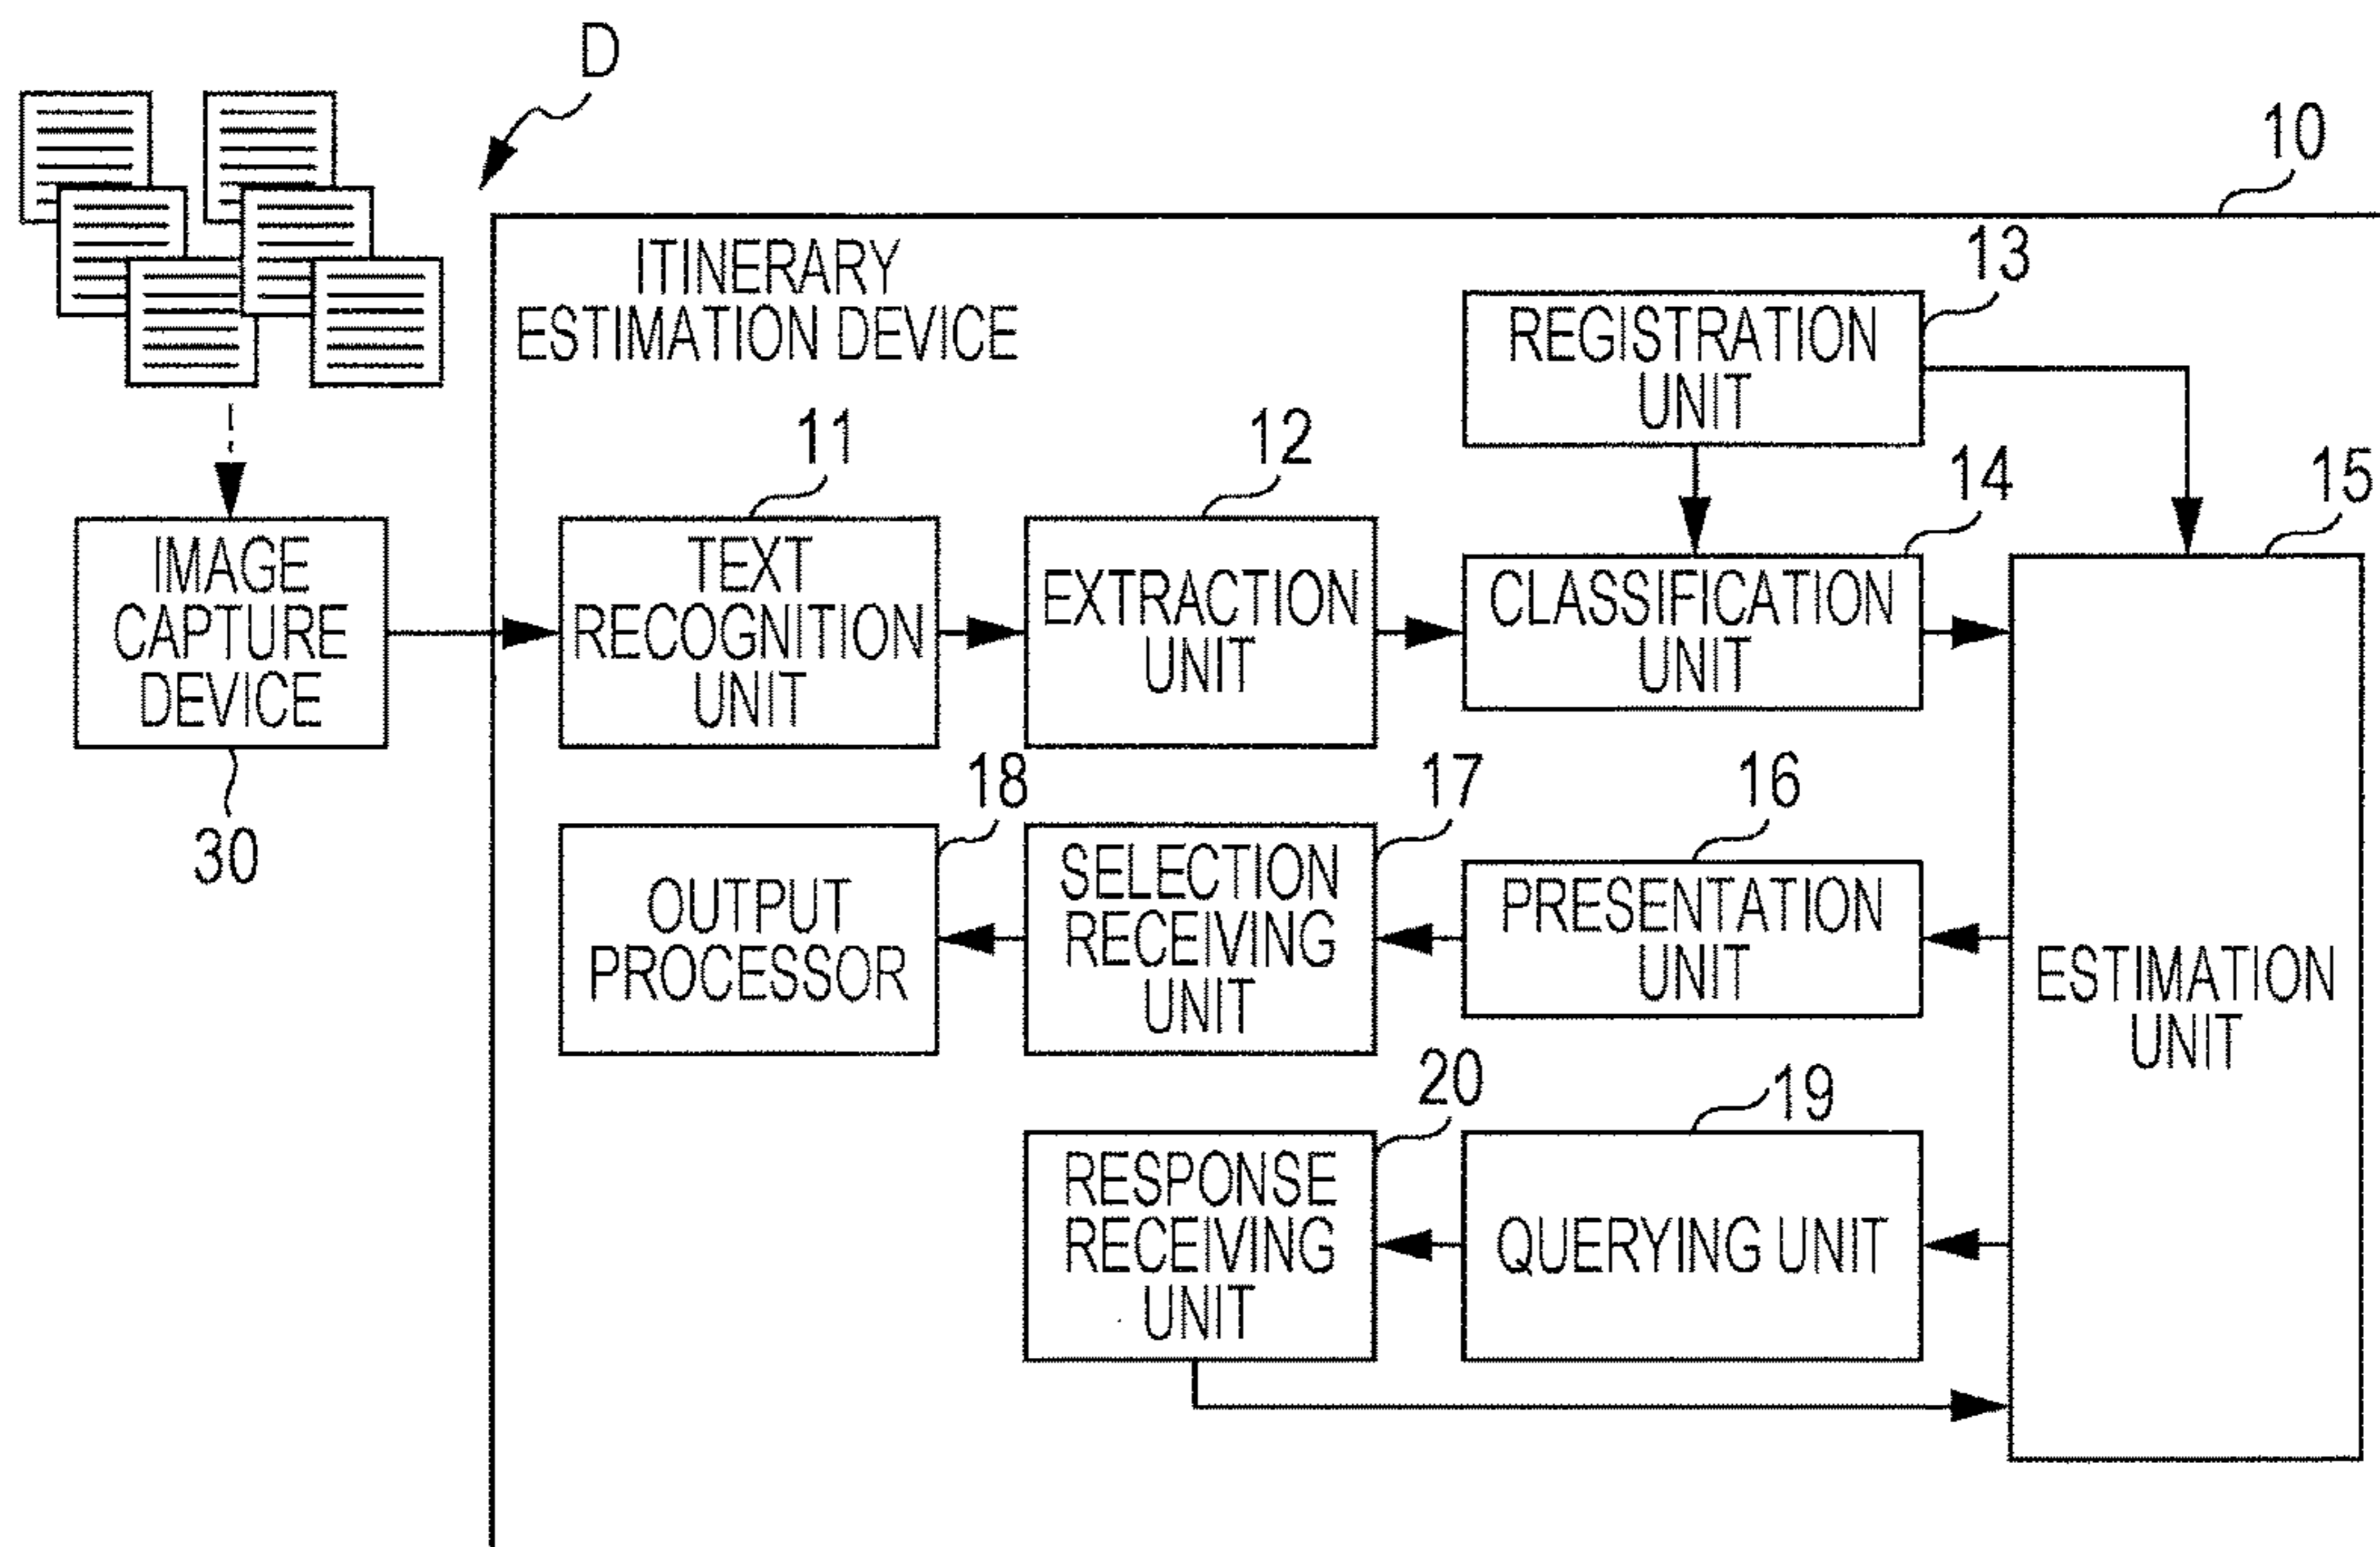 D
10
ITINERARY
ESTIMATION DEVICE
13
REGISTRATION
UNIT
11
12
14
15
IMAGE
CAPTURE
DEVICE
30
TEXT
RECOGNITION
UNIT
EXTRACTION
UNIT
CLASSIFICATION
UNIT
ESTIMATION
UNIT
18
17
16
OUTPUT
PROCESSOR
SELECTION
RECEIVING
UNIT
PRESENTATION
UNIT
20
19
RESPONSE
RECEIVING
UNIT
QUERYING UNIT